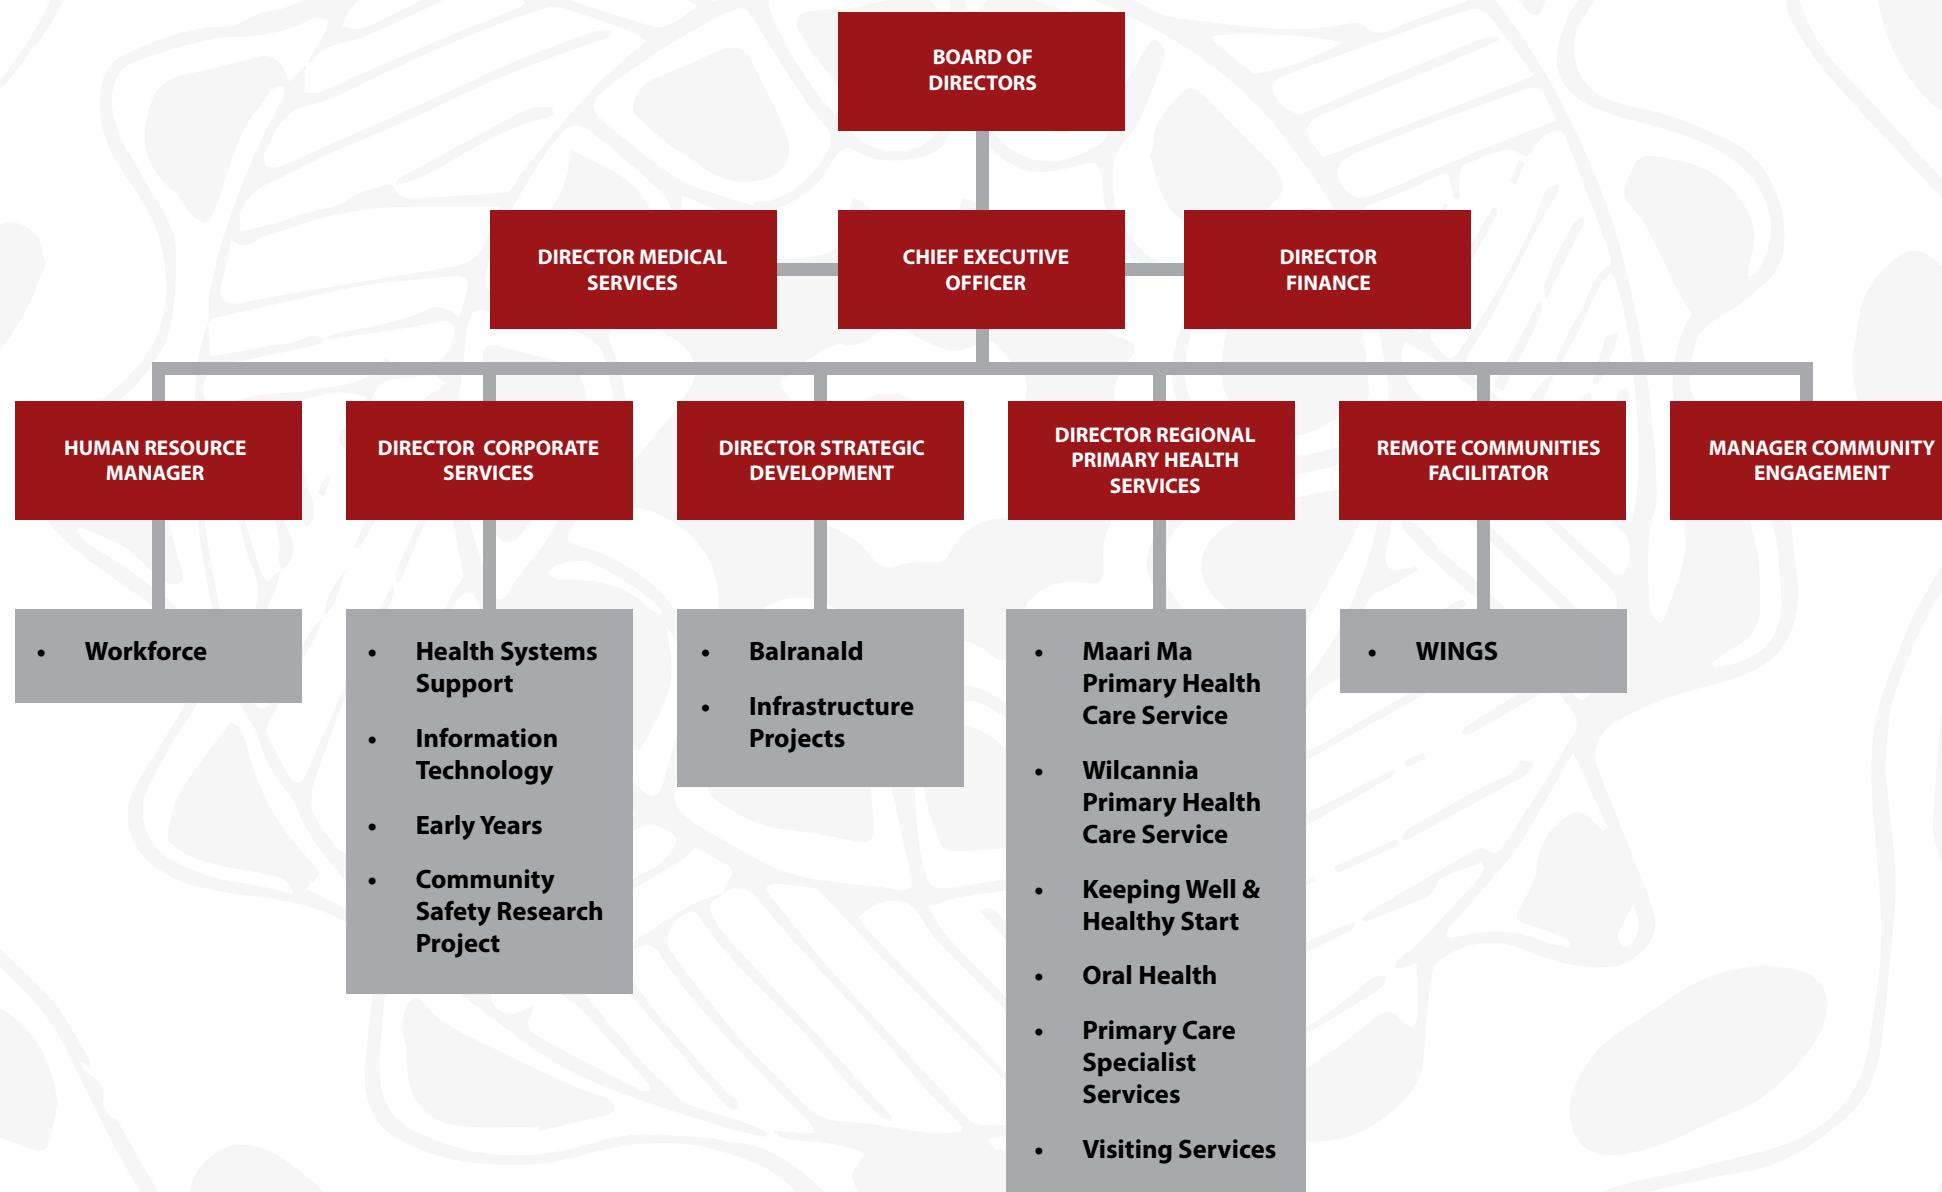 BOARD OF
DIRECTORS
DIRECTOR MEDICAL
SERVICES
CHIEF EXECUTIVE
OFFICER
DIRECTOR
FINANCE
HUMAN RESOURCE
MANAGER
DIRECTOR CORPORATE
SERVICES
DIRECTOR STRATEGIC
DEVELOPMENT
DIRECTOR REGIONAL
PRIMARY HEALTH
SERVICES
REMOTE COMMUNITIES
FACILITATOR
MANAGER COMMUNITY
ENGAGEMENT
• Workforce
• Health Systems
Support
• Information
Technology
• Early Years
• Community
Safety Research
Project
• Balranald
• Infrastructure
Projects
• Maari Ma
Primary Health
Care Service
• Wilcannia
Primary Health
Care Service
• Keeping Well &
Healthy Start
• Oral Health
• Primary Care
Specialist
Services
• Visiting Services
• WINGS